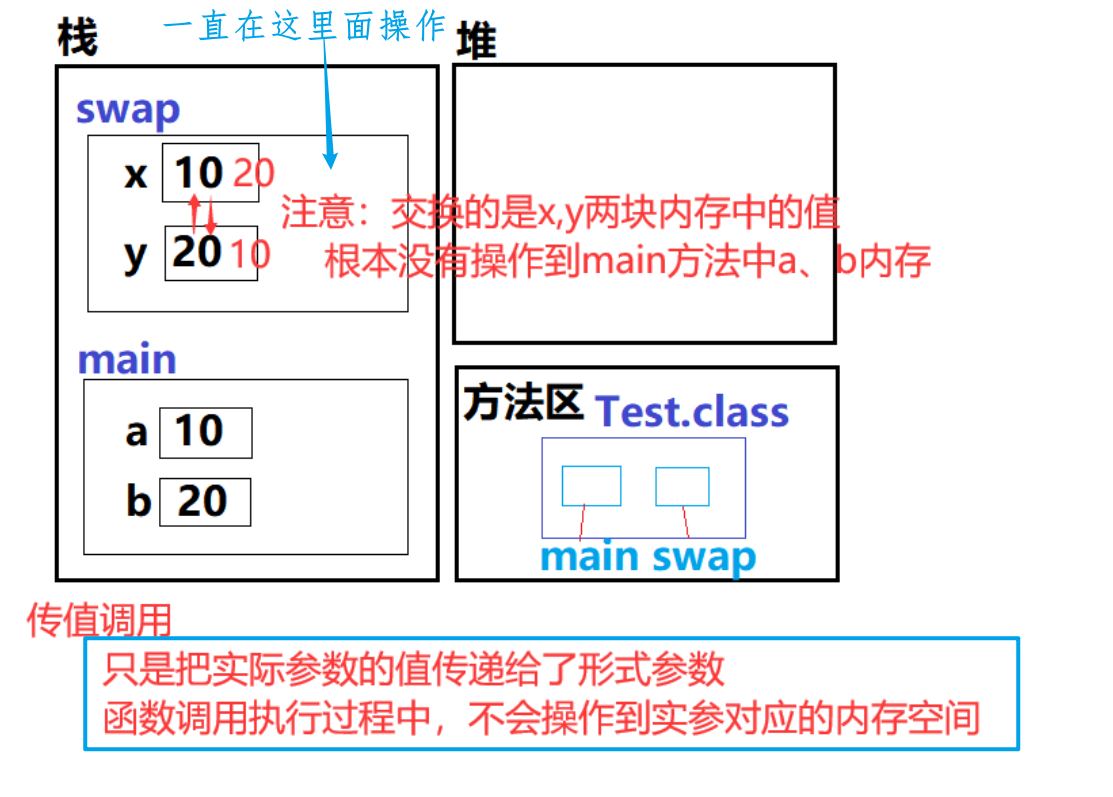 一直在这里面操作
栈
堆
swap
x 10 20
注意：交换的是x,y两块内存中的值
y 20 10
根本没有操作到main方法中a、b内存
main
方法区 Test.class
a 10
b 20
main swap
传值调用
只是把实际参数的值传递给了形式参数
函数调用执行过程中，不会操作到实参对应的内存空间